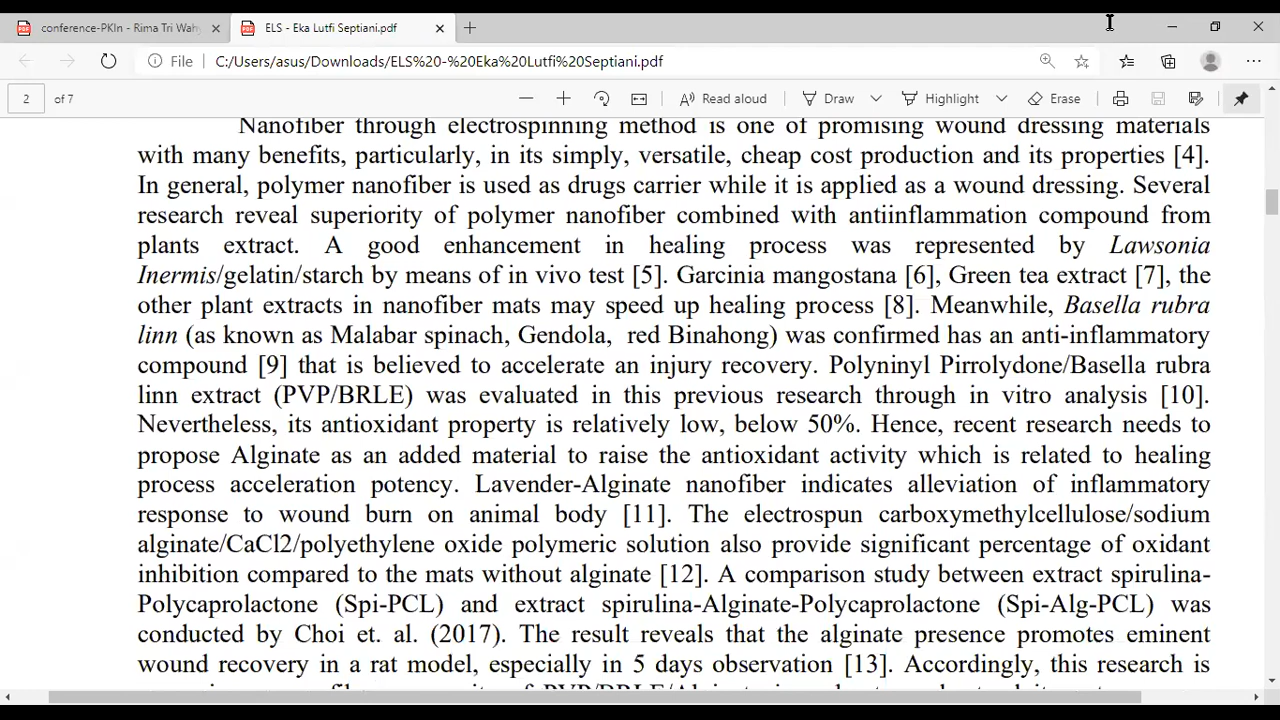 conference-PKIn - Rima Tri Wah
ELS - Eka Lutfi Septiani.pdf
File
C:/Users/asus/Downloads/ELS%20-%20Eka%20Lutfi%20Septiani.pdf
2 of 7
Read aloud
Draw
Highlight
Erase
Nanofiber through electrospinning method is one of promising wound dressing materials
with many benefits, particularly, in its simply, versatile, cheap cost production and its properties [4].
In general, polymer nanofiber is used as drugs carrier while it is applied as a wound dressing. Several
research reveal superiority of polymer nanofiber combined with antiinflammation compound from
plants extract. A good enhancement in healing process was represented by Lawsonia
Inermis/gelatin/starch by means of in vivo test [5]. Garcinia mangostana [6], Green tea extract [7], the
other plant extracts in nanofiber mats may speed up healing process [8]. Meanwhile, Basella rubra
linn (as known as Malabar spinach, Gendola, red Binahong) was confirmed has an anti-inflammatory
compound [9] that is believed to accelerate an injury recovery. Polyninyl Pirrolydone/Basella rubra
linn extract (PVP/BRLE) was evaluated in this previous research through in vitro analysis [10].
Nevertheless, its antioxidant property is relatively low, below 50%. Hence, recent research needs to
propose Alginate as an added material to raise the antioxidant activity which is related to healing
process acceleration potency. Lavender-Alginate nanofiber indicates alleviation of inflammatory
response to wound burn on animal body [11]. The electrospun carboxymethylcellulose/sodium
alginate/CaCl2/polyethylene oxide polymeric solution also provide significant percentage of oxidant
inhibition compared to the mats without alginate [12]. A comparison study between extract spirulina-
Polycaprolactone (Spi-PCL) and extract spirulina-Alginate-Polycaprolactone (Spi-Alg-PCL) was
conducted by Choi et. al. (2017). The result reveals that the alginate presence promotes eminent
wound recovery in a rat model, especially in 5 days observation [13]. Accordingly, this research is